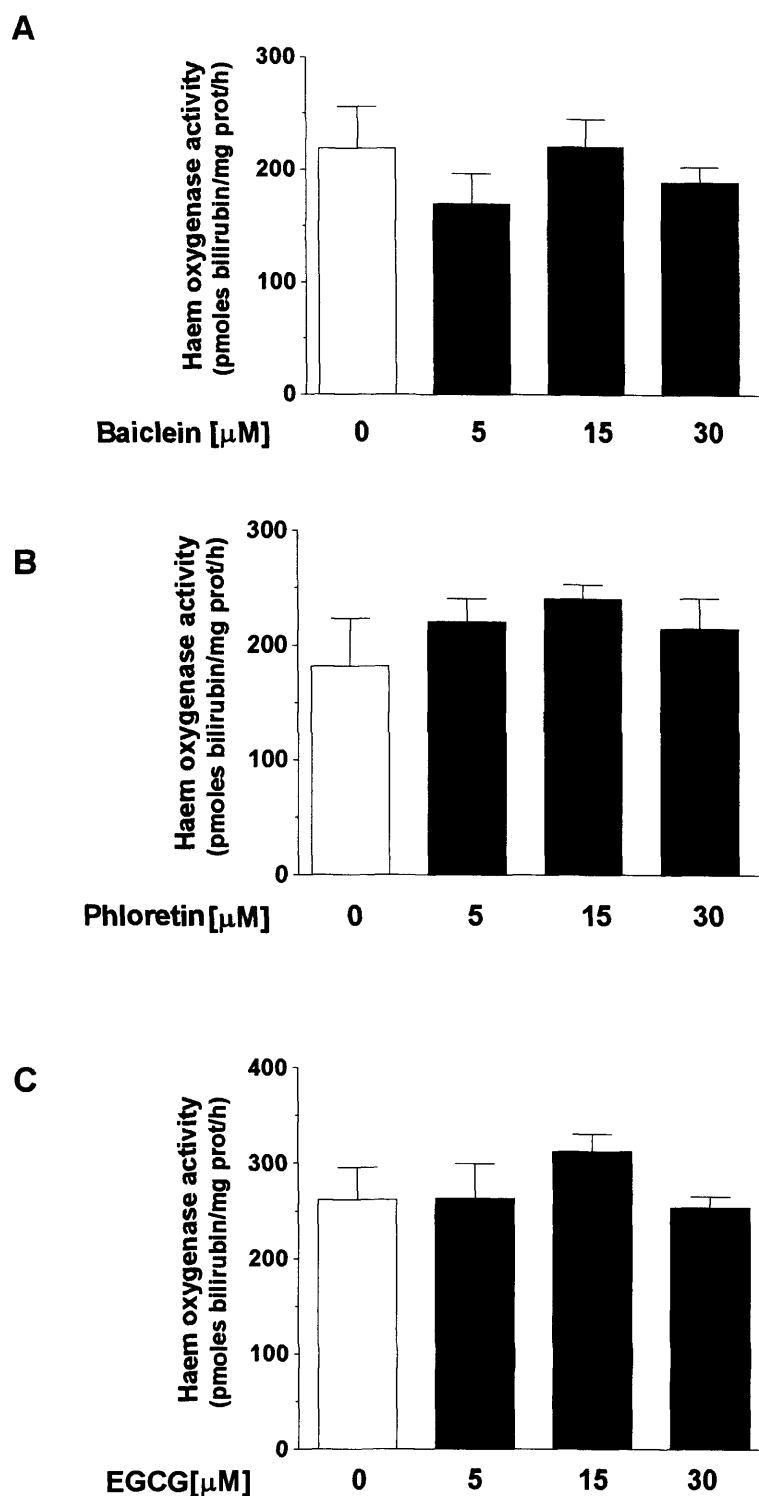 A
Haem oxygenase activity
(pmoles bilirubin/mg prot/h)
300
200
100
0
Baiclein [μM] 0 5 15 30
B
Haem oxygenase activity
(pmoles bilirubin/mg prot/h)
300
200
100
0
Phloretin[μM] 0 5 15 30
C
Haem oxygenase activity
(pmoles bilirubin/mg prot/h)
400
300
200
100
0
EGCG[μM] 0 5 15 30